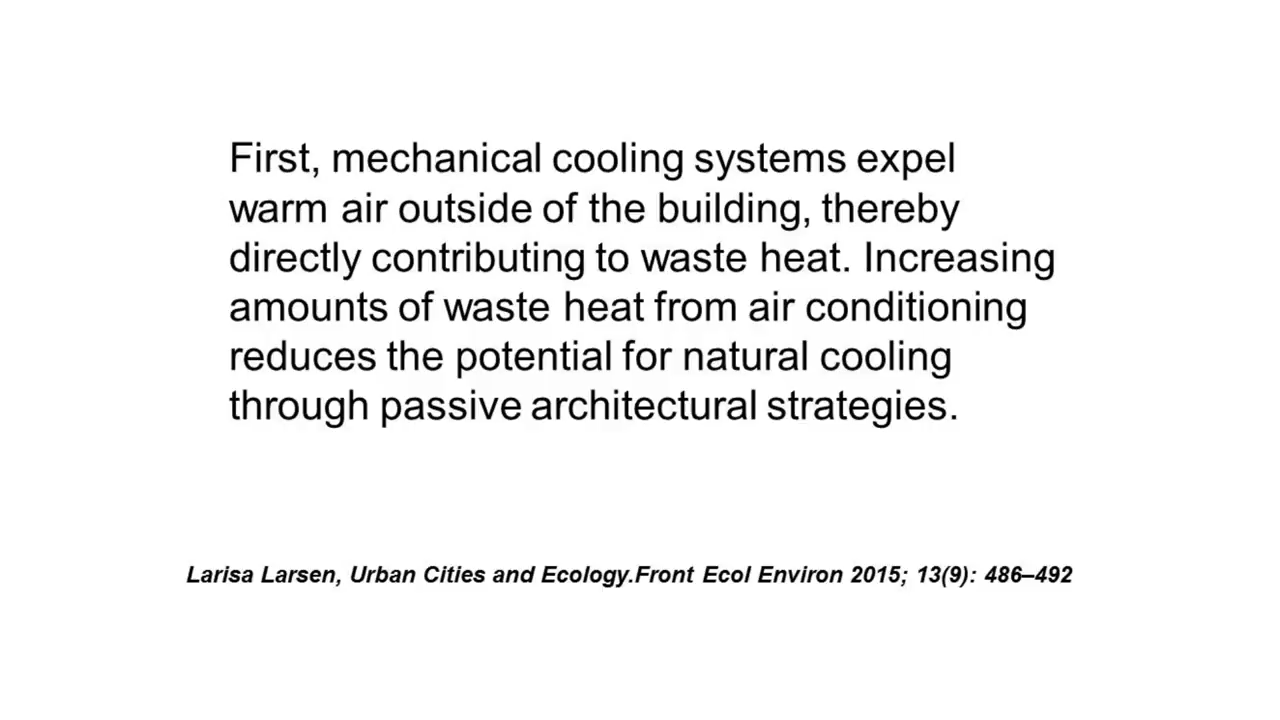 First, mechanical cooling systems expel
warm air outside of the building, thereby
directly contributing to waste heat. Increasing
amounts of waste heat from air conditioning
reduces the potential for natural cooling
through passive architectural strategies.
Larisa Larsen, Urban Cities and Ecology.Front Ecol Environ 2015; 13(9): 486–492